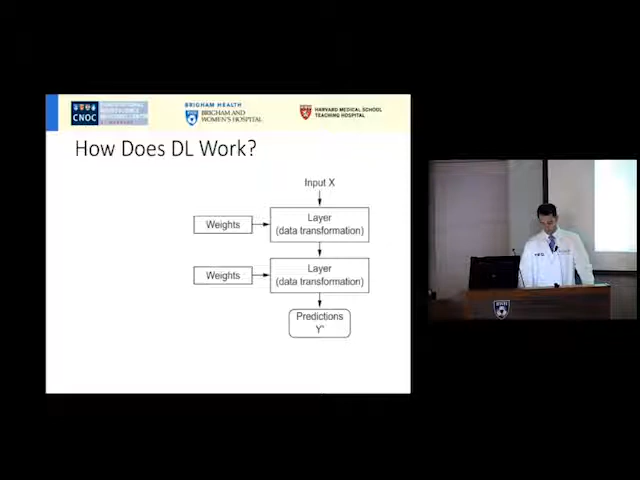 CNOC
BRIGHAM HEALTH
BRIGHAM AND
WOMEN'S HOSPITAL
HARVARD MEDICAL SCHOOL
TEACHING HOSPITAL
How Does DL Work?
Input X
Weights
Layer
(data transformation)
Weights
Layer
(data transformation)
Predictions
Y'